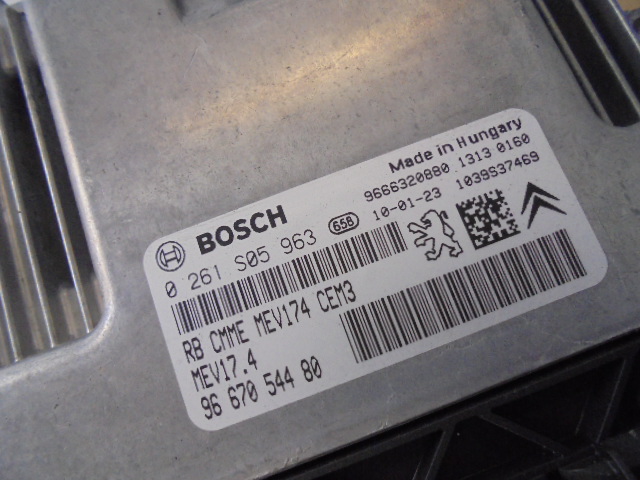 Made in Hungary
9666320880 1313 0160
10-01-23 1039S37469
BOSCH
0 261 S05 963 658
RB CMME MEV174 CEM3
MEV17.4
96 670 544 80